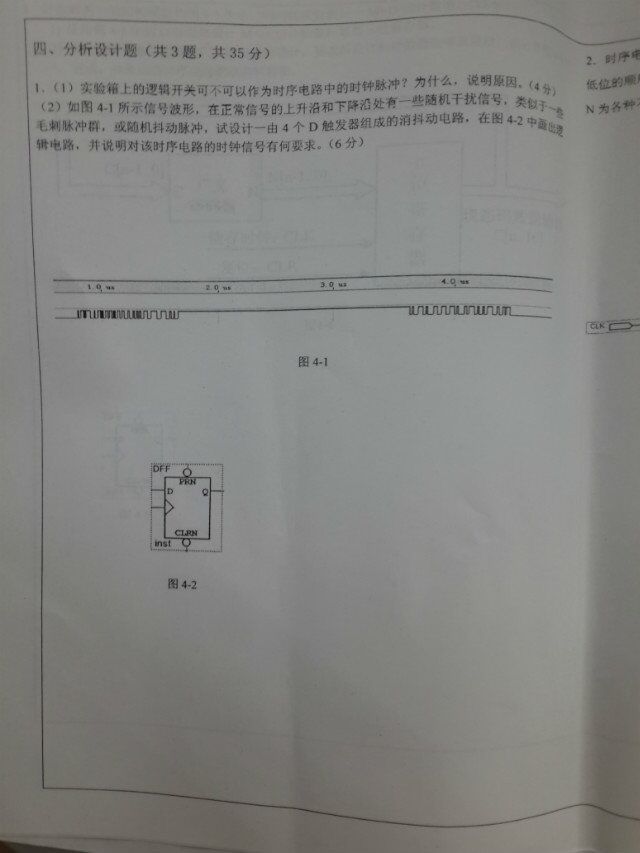 四、分析设计题（共 3 题，共 35 分）
1.（1）实验箱上的逻辑开关可不可以作为时序电路中的时钟脉冲？为什么，说明原因。（4 分）
（2）如图 4-1 所示信号波形，在正常信号的上升沿和下降沿处有一些随机干扰信号，类似于一些
毛刺脉冲群，或随机抖动脉冲，试设计一由 4 个 D 触发器组成的消抖动电路，在图 4-2 中画出逻
辑电路，并说明对该时序电路的时钟信号有何要求。（6 分）
1.0 us 2.0 us 3.0 us 4.0 us
图 4-1
DFF
PRN
D Q
CLRN
inst
图 4-2
2．时序电
低位的顺
N 为各种
CLK